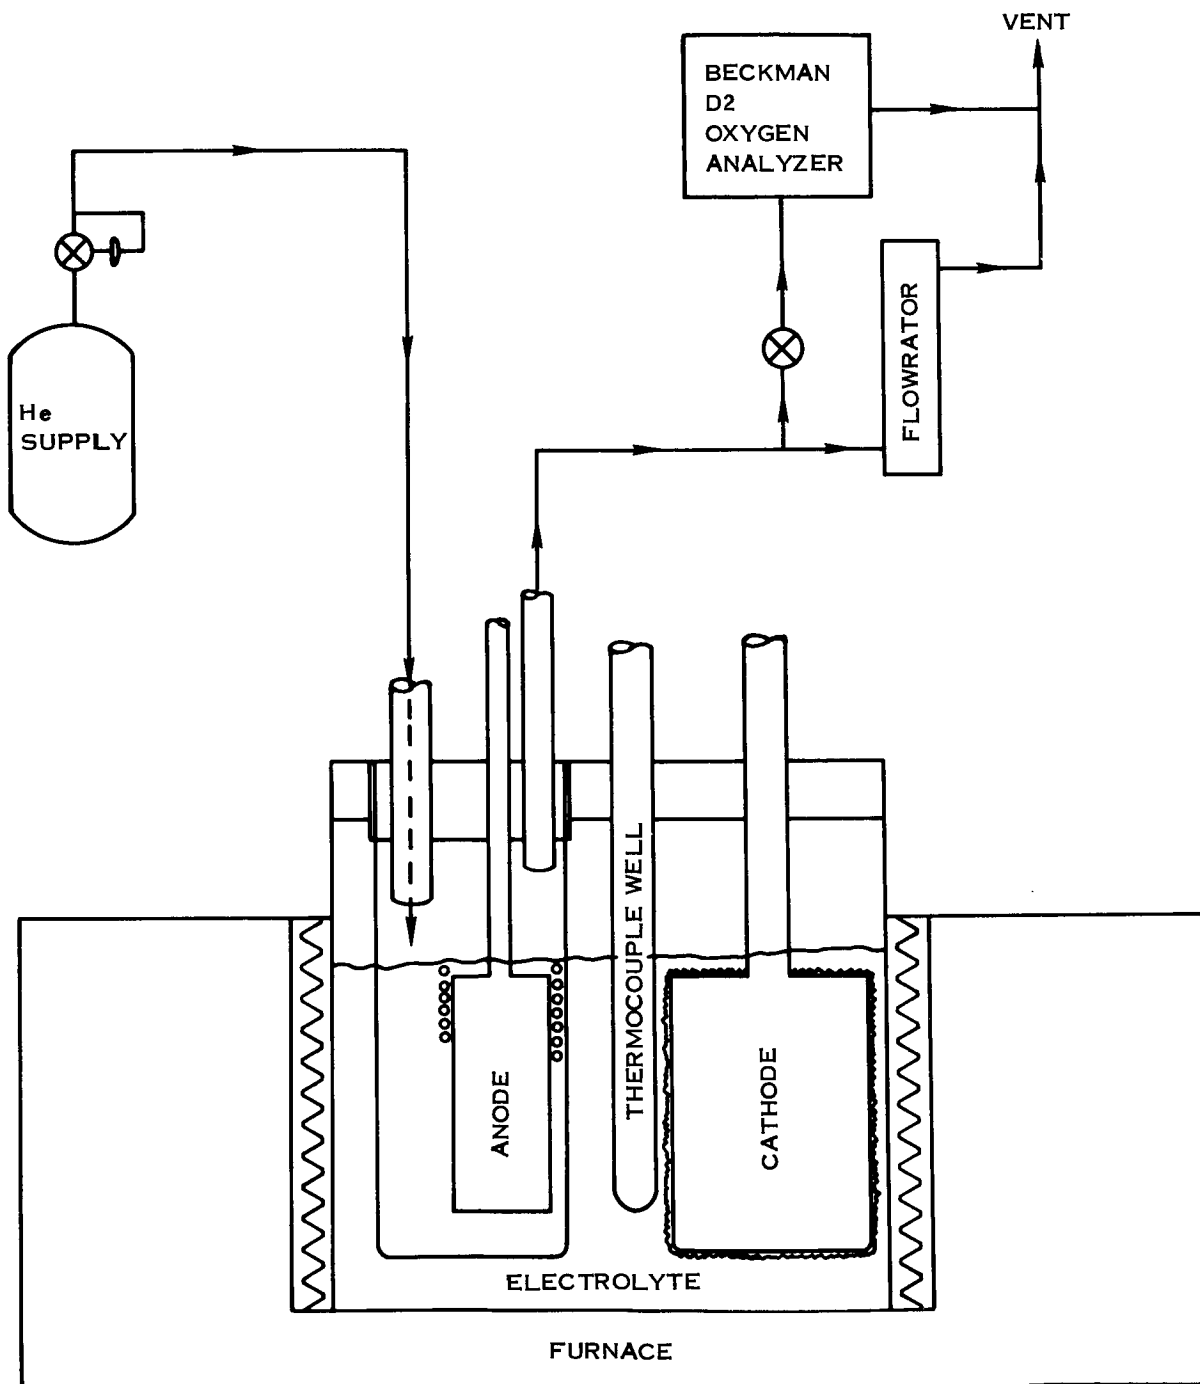 VENT
BECKMAN
D2
OXYGEN
ANALYZER
He
SUPPLY
FLOWRATOR
THERMOCOUPLE WELL
ANODE
CATHODE
ELECTROLYTE
FURNACE